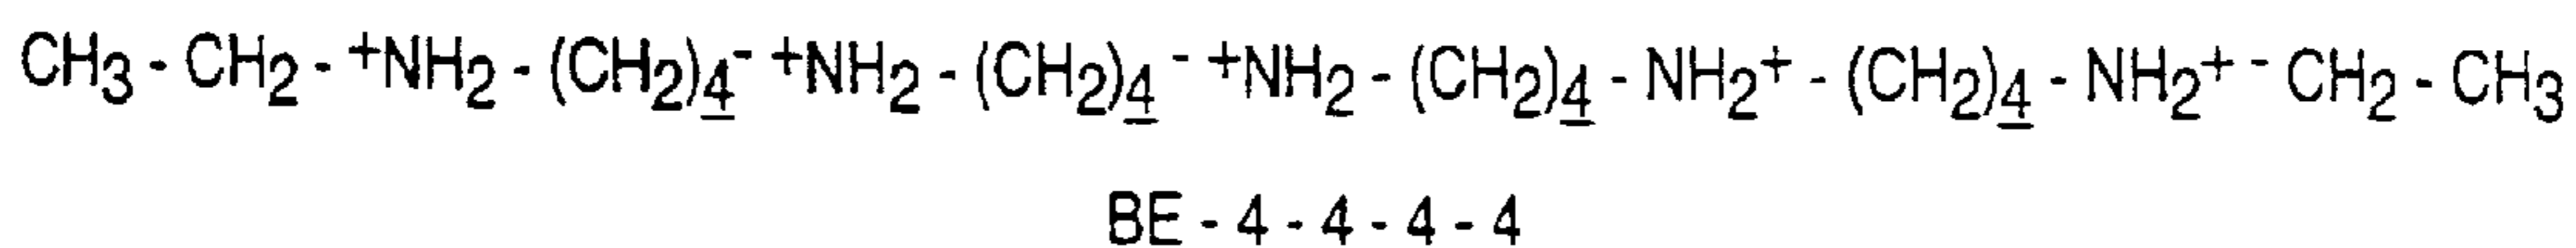 CH3 - CH2 - +NH2 - (CH2)4 - +NH2 - (CH2)4 - +NH2 - (CH2)4 - NH2+ - (CH2)4 - NH2+ - CH2 - CH3
BE - 4 - 4 - 4 - 4